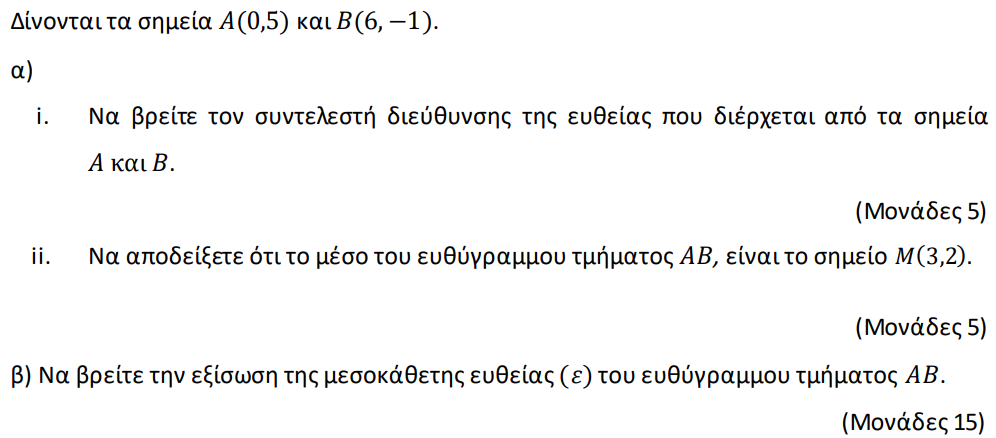 Δίνονται τα σημεία A(0,5) και B(6, −1).
α)
i. Να βρείτε τον συντελεστή διεύθυνσης της ευθείας που διέρχεται από τα σημεία
A και B.
(Μονάδες 5)
ii. Να αποδείξετε ότι το μέσο του ευθύγραμμου τμήματος AB, είναι το σημείο M(3,2).
(Μονάδες 5)
β) Να βρείτε την εξίσωση της μεσοκάθετης ευθείας (ε) του ευθύγραμμου τμήματος AB.
(Μονάδες 15)